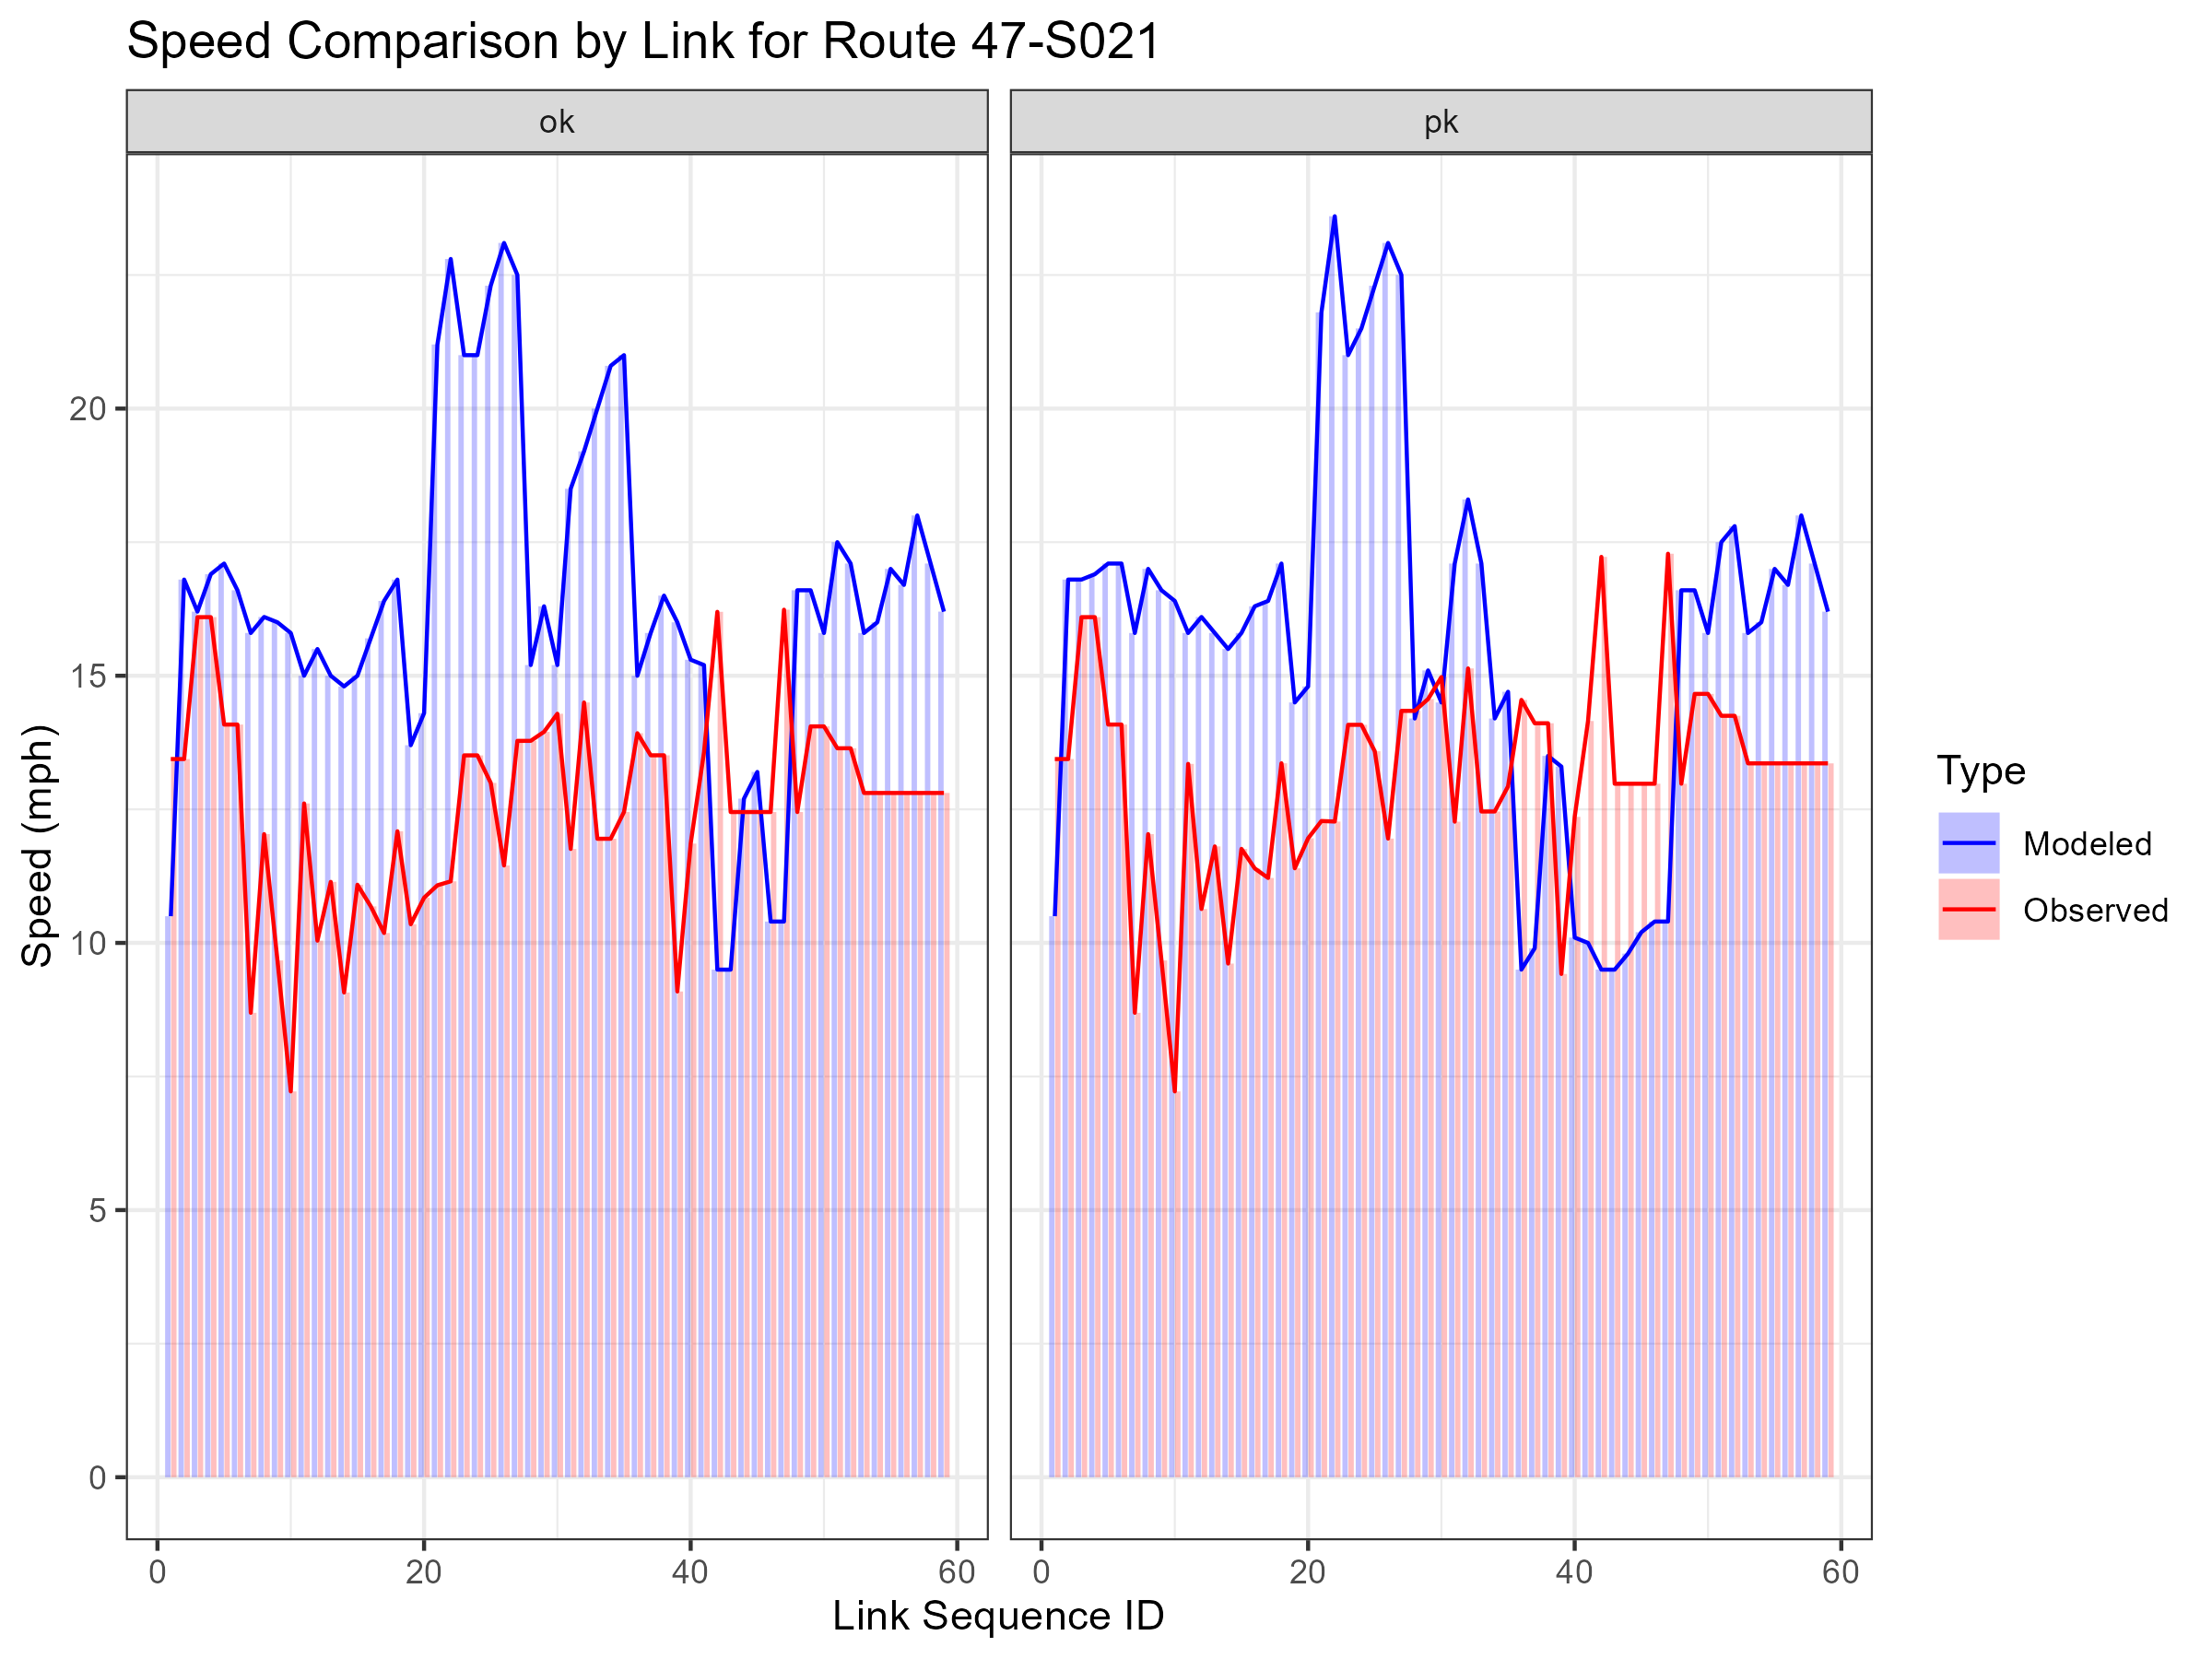 Speed Comparison by Link for Route 47-S021
ok
pk
Speed (mph)
20
15
10
5
0
0 20 40 60
0 20 40 60
Link Sequence ID
Type
Modeled
Observed